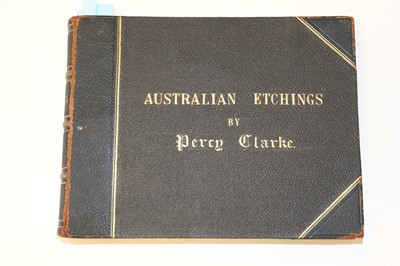 AUSTRALIAN ETCHINGS
BY
Percy Clarke.